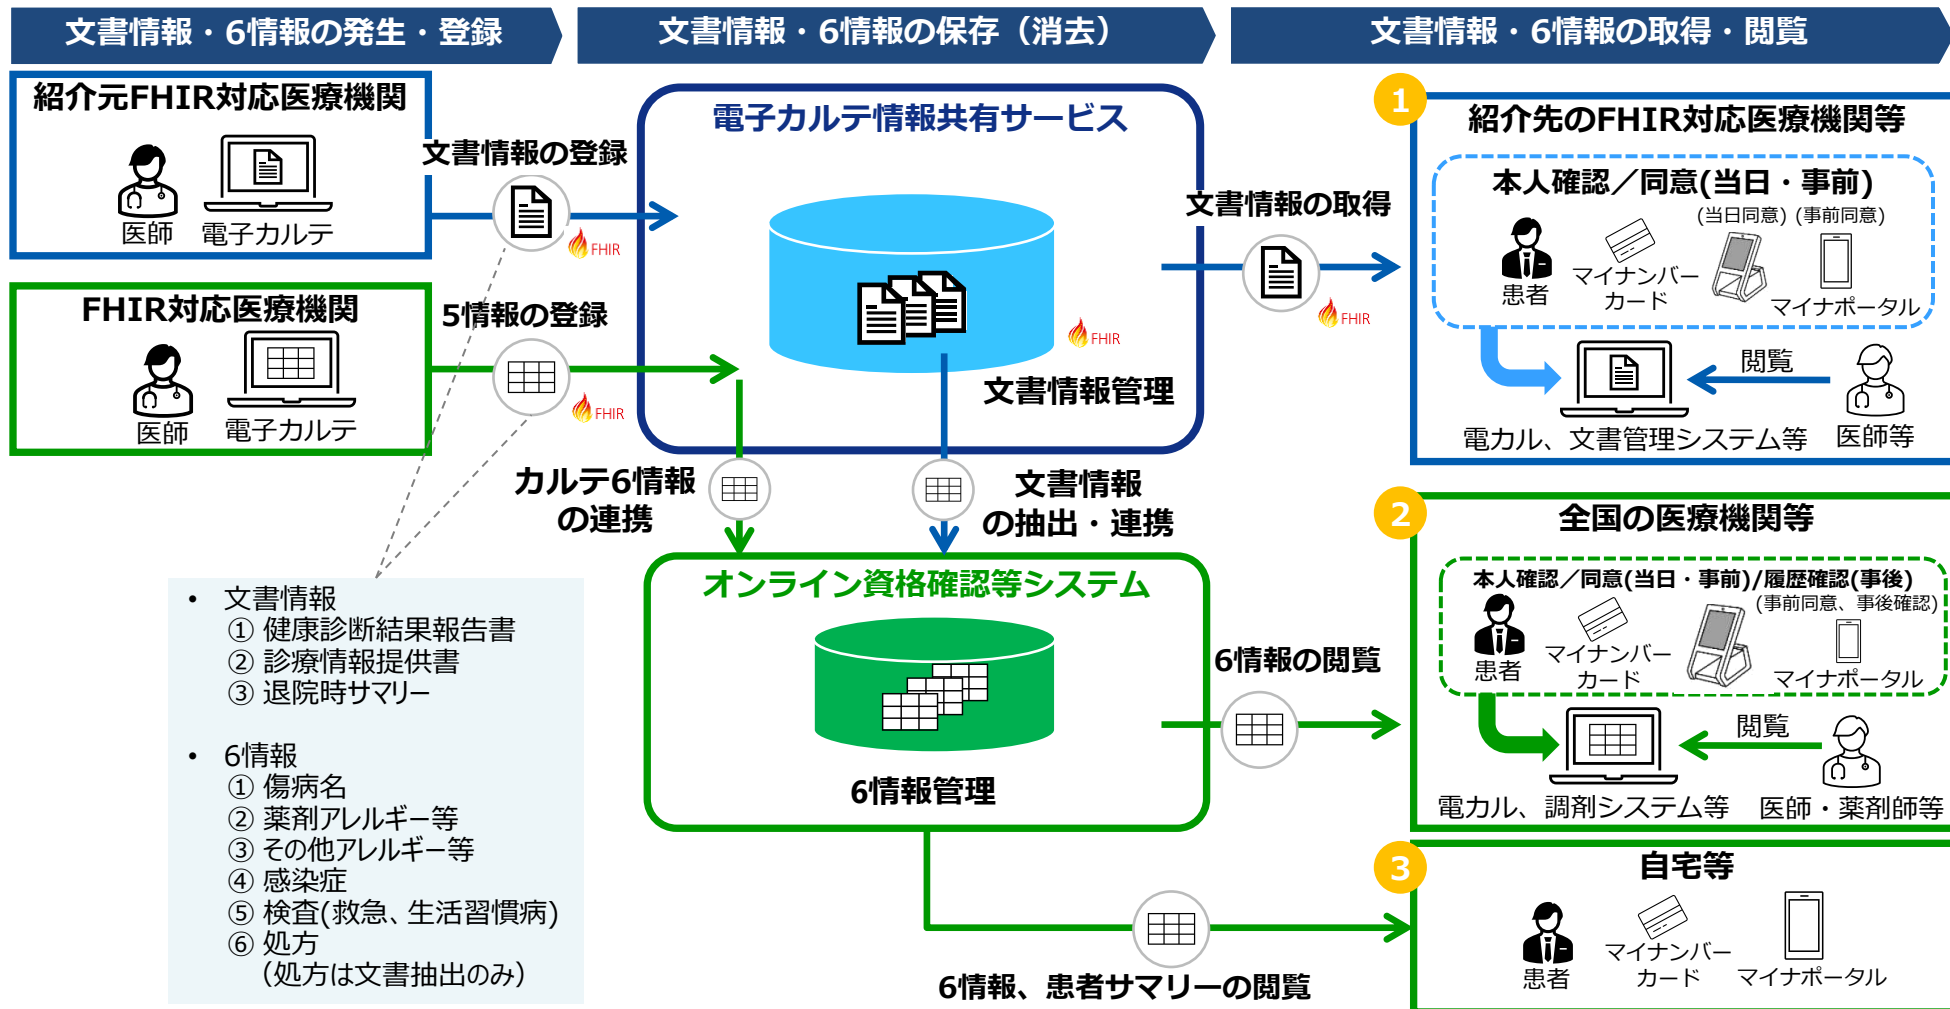 文書情報・6情報の発生・登録
文書情報・6情報の保存（消去）
文書情報・6情報の取得・閲覧
紹介元FHIR対応医療機関
医師
電子カルテ
文書情報の登録
FHIR
FHIR対応医療機関
医師
電子カルテ
5情報の登録
FHIR
電子カルテ情報共有サービス
FHIR
文書情報管理
カルテ6情報
の連携
文書情報
の抽出・連携
オンライン資格確認等システム
6情報管理
文書情報の取得
FHIR
6情報の閲覧
6情報、患者サマリーの閲覧
1
紹介先のFHIR対応医療機関等
本人確認／同意(当日・事前)
(当日同意)
(事前同意)
患者
マイナンバー
カード
マイナポータル
閲覧
電カル、文書管理システム等
医師等
2
全国の医療機関等
本人確認／同意(当日・事前)/履歴確認(事後)
(事前同意、事後確認)
患者
マイナンバー
カード
マイナポータル
閲覧
電カル、調剤システム等
医師・薬剤師等
3
自宅等
患者
マイナンバー
カード
マイナポータル
• 文書情報
① 健康診断結果報告書
② 診療情報提供書
③ 退院時サマリー
• 6情報
① 傷病名
② 薬剤アレルギー等
③ その他アレルギー等
④ 感染症
⑤ 検査(救急、生活習慣病)
⑥ 処方
（処方は文書抽出のみ）